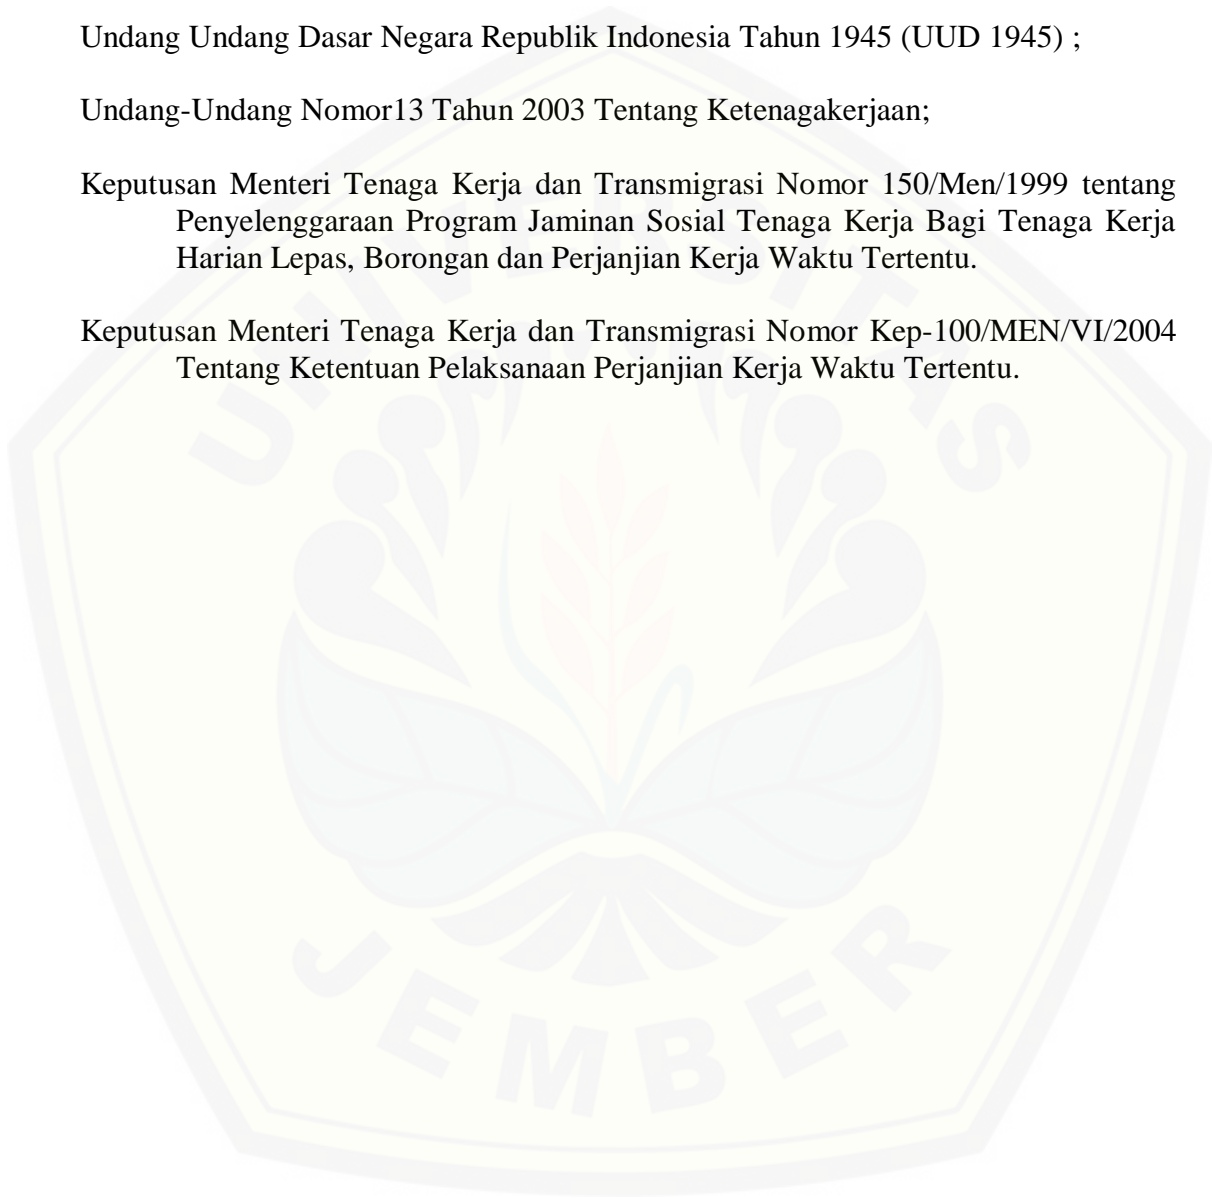 Undang Undang Dasar Negara Republik Indonesia Tahun 1945 (UUD 1945) ;
Undang-Undang Nomor13 Tahun 2003 Tentang Ketenagakerjaan;
Keputusan Menteri Tenaga Kerja dan Transmigrasi Nomor 150/Men/1999 tentang
Penyelenggaraan Program Jaminan Sosial Tenaga Kerja Bagi Tenaga Kerja
Harian Lepas, Borongan dan Perjanjian Kerja Waktu Tertentu.
Keputusan Menteri Tenaga Kerja dan Transmigrasi Nomor Kep-100/MEN/VI/2004
Tentang Ketentuan Pelaksanaan Perjanjian Kerja Waktu Tertentu.
UNIVERSITAS
JEMBER